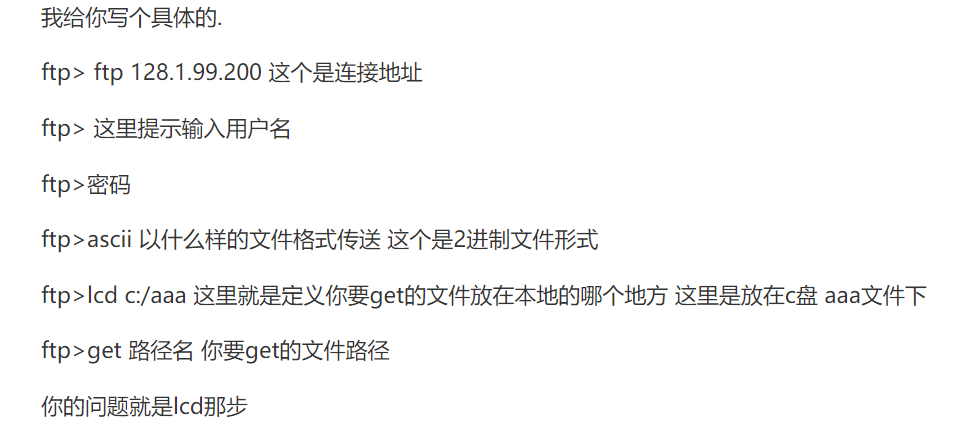 我给你写个具体的.
ftp> ftp 128.1.99.200 这个是连接地址
ftp> 这里提示输入用户名
ftp>密码
ftp>ascii 以什么样的文件格式传送 这个是2进制文件形式
ftp>lcd c:/aaa 这里就是定义你要get的文件放在本地的哪个地方 这里是放在c盘 aaa文件下
ftp>get 路径名 你要get的文件路径
你的问题就是lcd那步